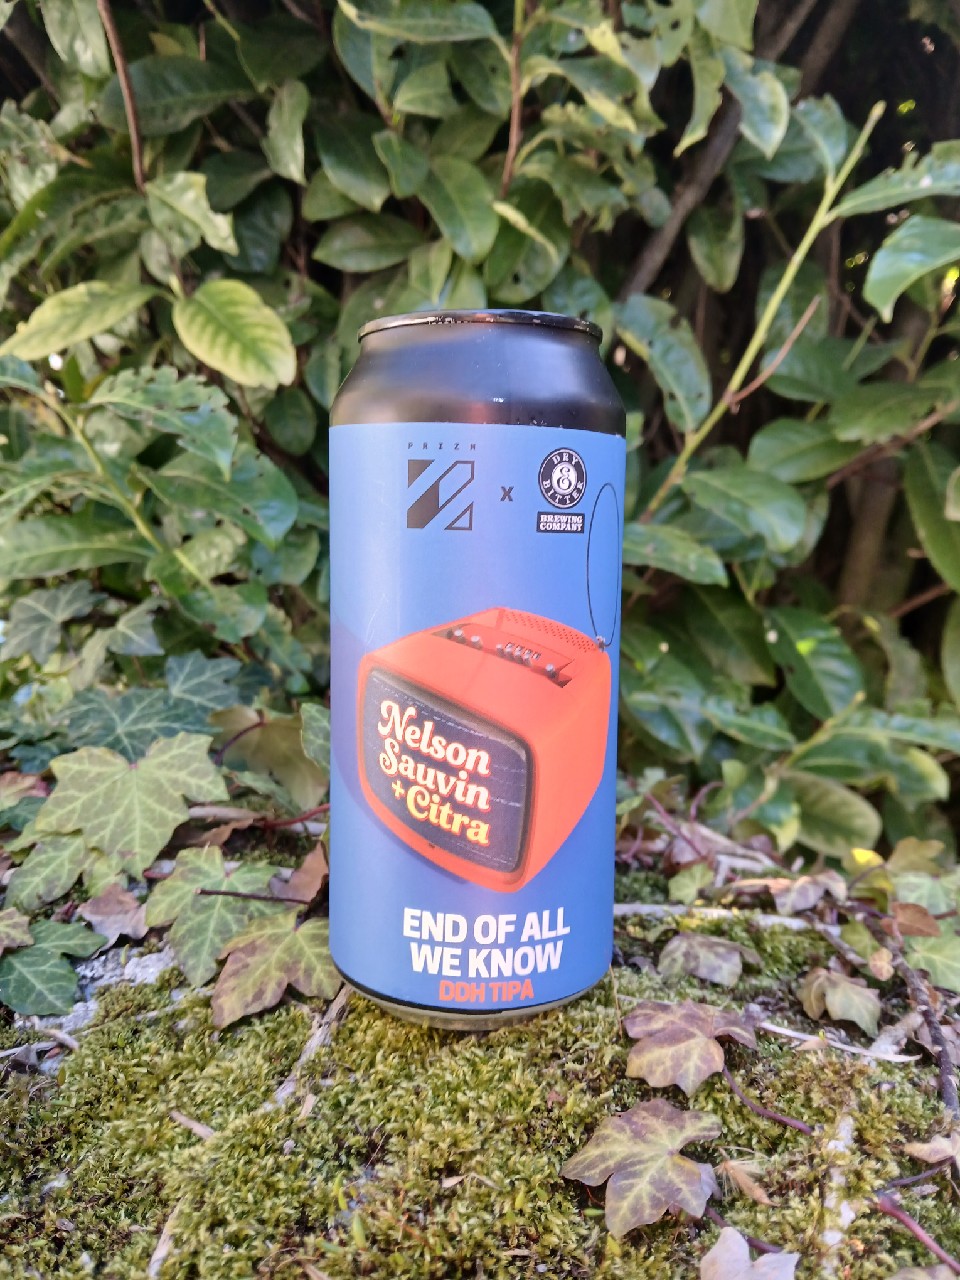 PRIZM
X
DRY
&
BITTER
BREWING
COMPANY
Nelson
Sauvin
+Citra
END OF ALL
WE KNOW
DDH TIPA